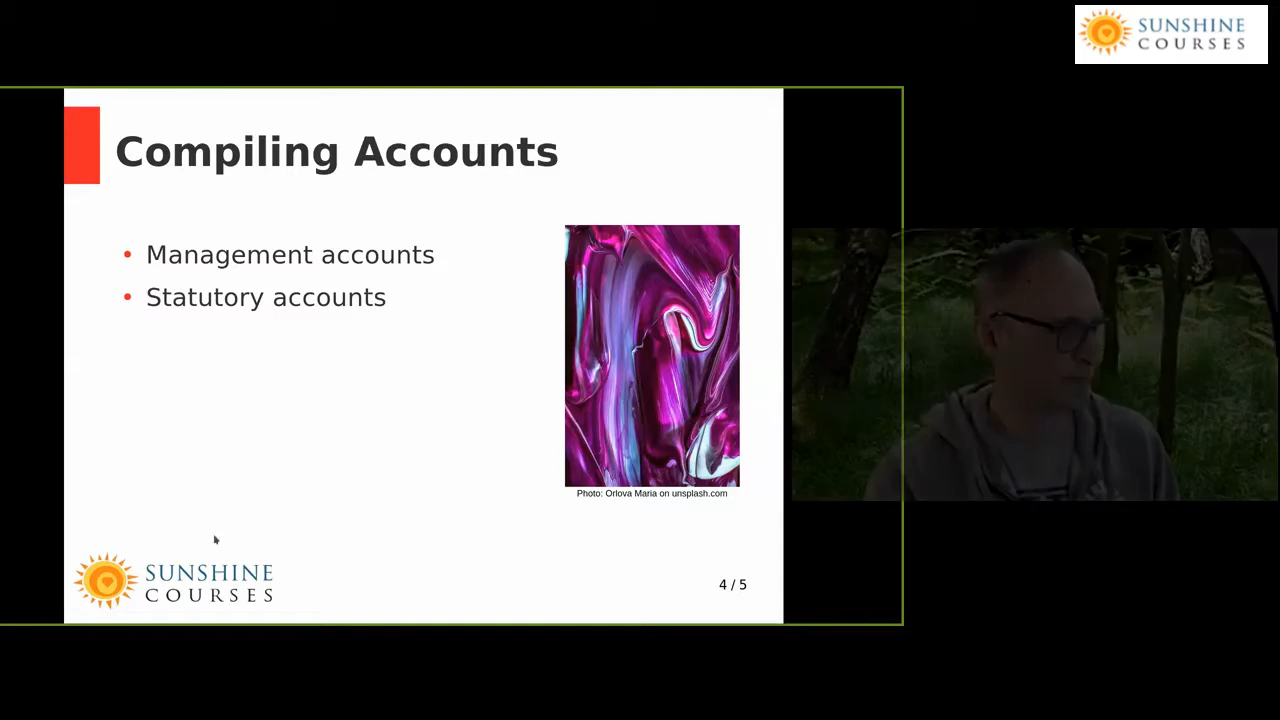 SUNSHINE
COURSES
Compiling Accounts
• Management accounts
• Statutory accounts
Photo: Orlova Maria on unsplash.com
SUNSHINE
COURSES
4 / 5